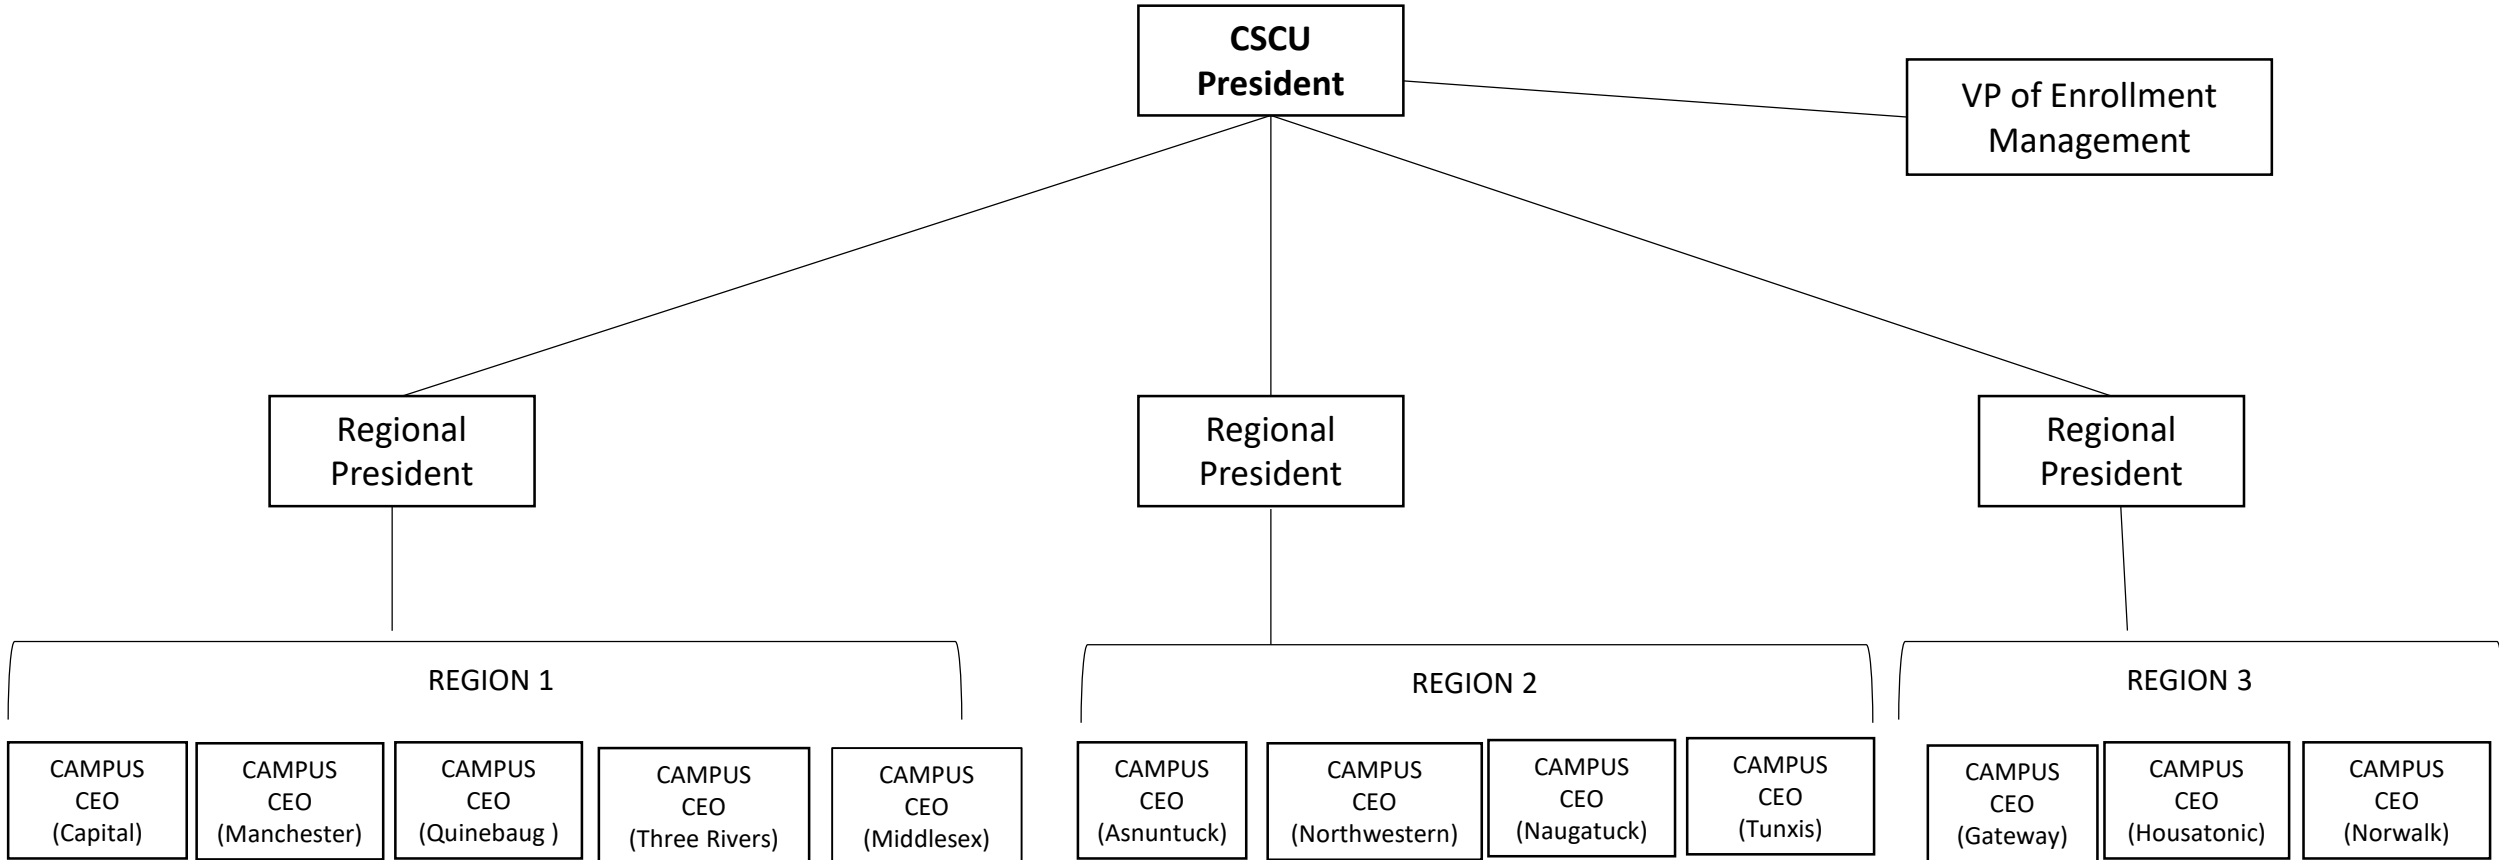 CSCU
President
VP of Enrollment
Management
Regional
President
Regional
President
Regional
President
REGION 1
REGION 2
REGION 3
CAMPUS
CEO
(Capital)
CAMPUS
CEO
(Manchester)
CAMPUS
CEO
(Quinebaug )
CAMPUS
CEO
(Three Rivers)
CAMPUS
CEO
(Middlesex)
CAMPUS
CEO
(Asnuntuck)
CAMPUS
CEO
(Northwestern)
CAMPUS
CEO
(Naugatuck)
CAMPUS
CEO
(Tunxis)
CAMPUS
CEO
(Gateway)
CAMPUS
CEO
(Housatonic)
CAMPUS
CEO
(Norwalk)